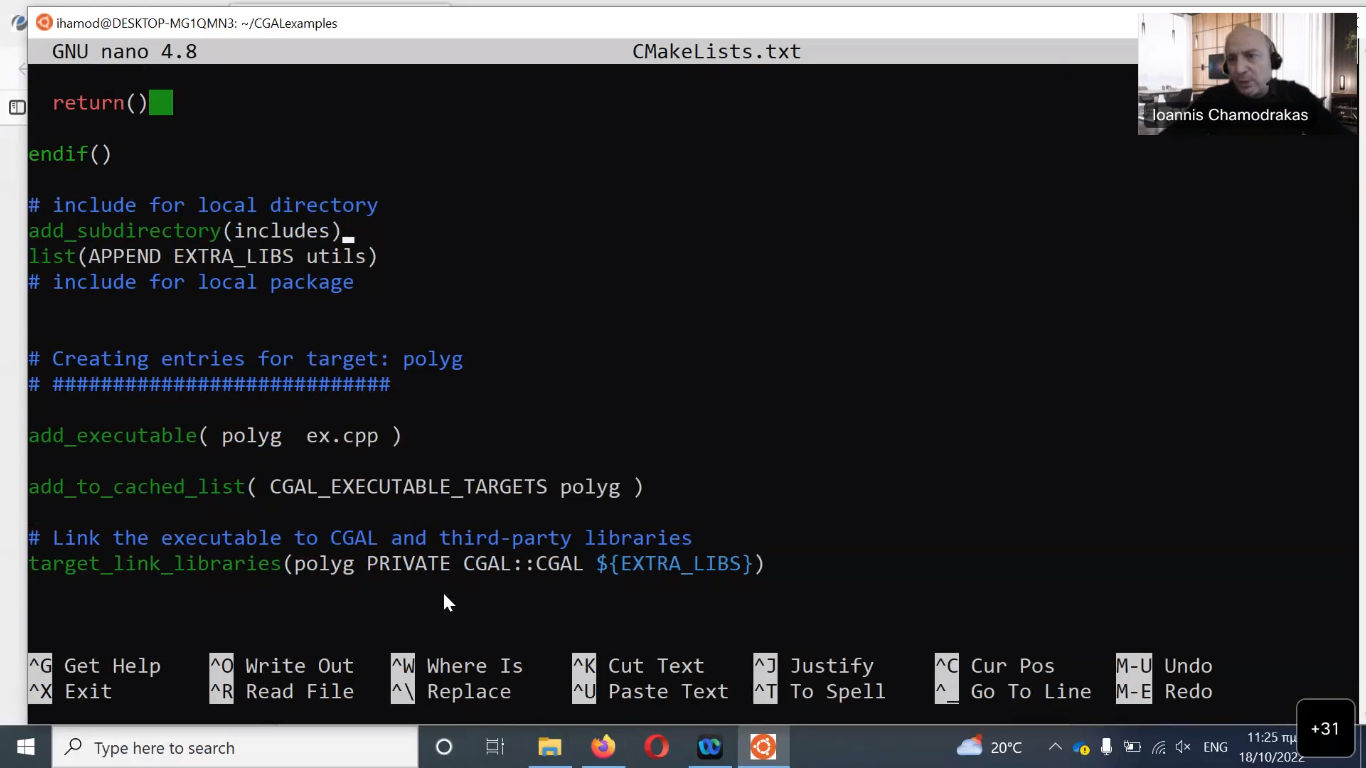 ihamod@DESKTOP-MG1QMN3: ~/CGALexamples
GNU nano 4.8 CMakeLists.txt
return()
endif()
# include for local directory
add_subdirectory(includes)
list(APPEND EXTRA_LIBS utils)
# include for local package
# Creating entries for target: polyg
# ############################
add_executable( polyg  ex.cpp )
add_to_cached_list( CGAL_EXECUTABLE_TARGETS polyg )
# Link the executable to CGAL and third-party libraries
target_link_libraries(polyg PRIVATE CGAL::CGAL ${EXTRA_LIBS})
^G Get Help ^O Write Out ^W Where Is ^K Cut Text ^J Justify ^C Cur Pos M-U Undo
^X Exit ^R Read File ^\ Replace ^U Paste Text ^T To Spell ^_ Go To Line M-E Redo
Ioannis Chamodrakas
+31
Type here to search
20°C
ENG
11:25 πμ
18/10/2022